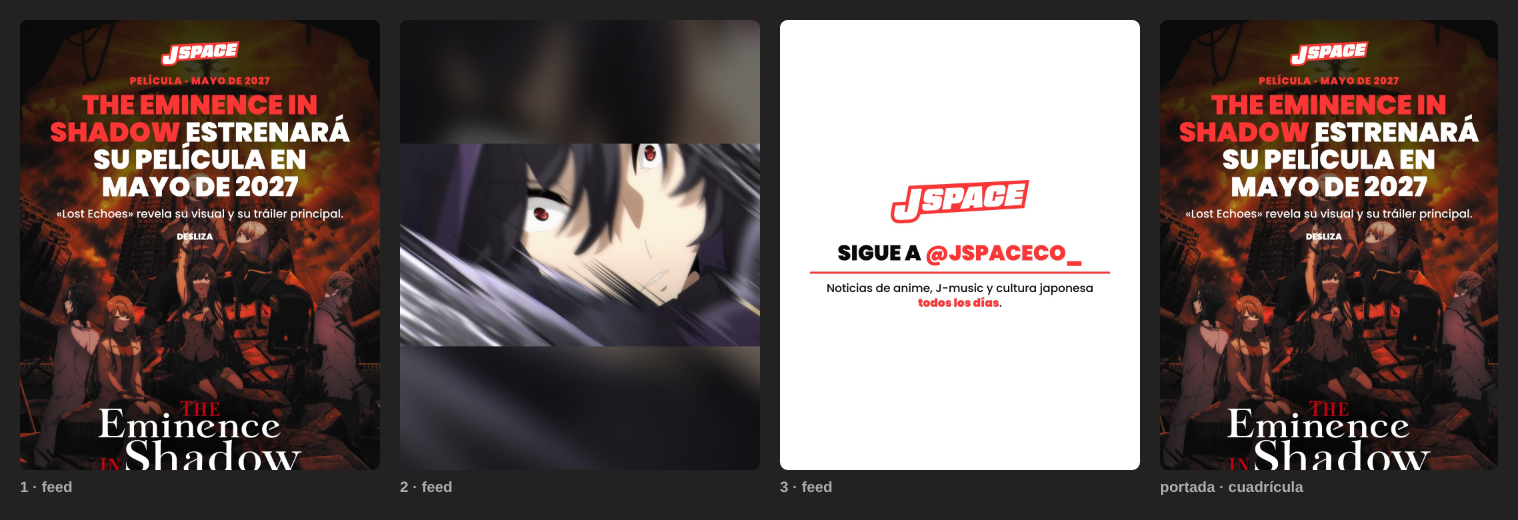 JSPACE
PELÍCULA · MAYO DE 2027
THE EMINENCE IN
SHADOW ESTRENARÁ
SU PELÍCULA EN
MAYO DE 2027
«Lost Echoes» revela su visual y su tráiler principal.
DESLIZA
THE
Eminence
IN Shadow
1 · feed
2 · feed
JSPACE
SIGUE A @JSPACECO_
Noticias de anime, J-music y cultura japonesa
todos los días.
3 · feed
JSPACE
PELÍCULA · MAYO DE 2027
THE EMINENCE IN
SHADOW ESTRENARÁ
SU PELÍCULA EN
MAYO DE 2027
«Lost Echoes» revela su visual y su tráiler principal.
DESLIZA
THE
Eminence
IN Shadow
portada · cuadrícula